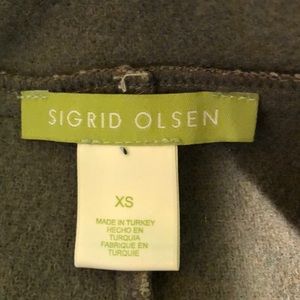 SIGRID OLSEN
XS
MADE IN TURKEY
HECHO EN
TURQUIA
FABRIQUE EN
TURQUIE